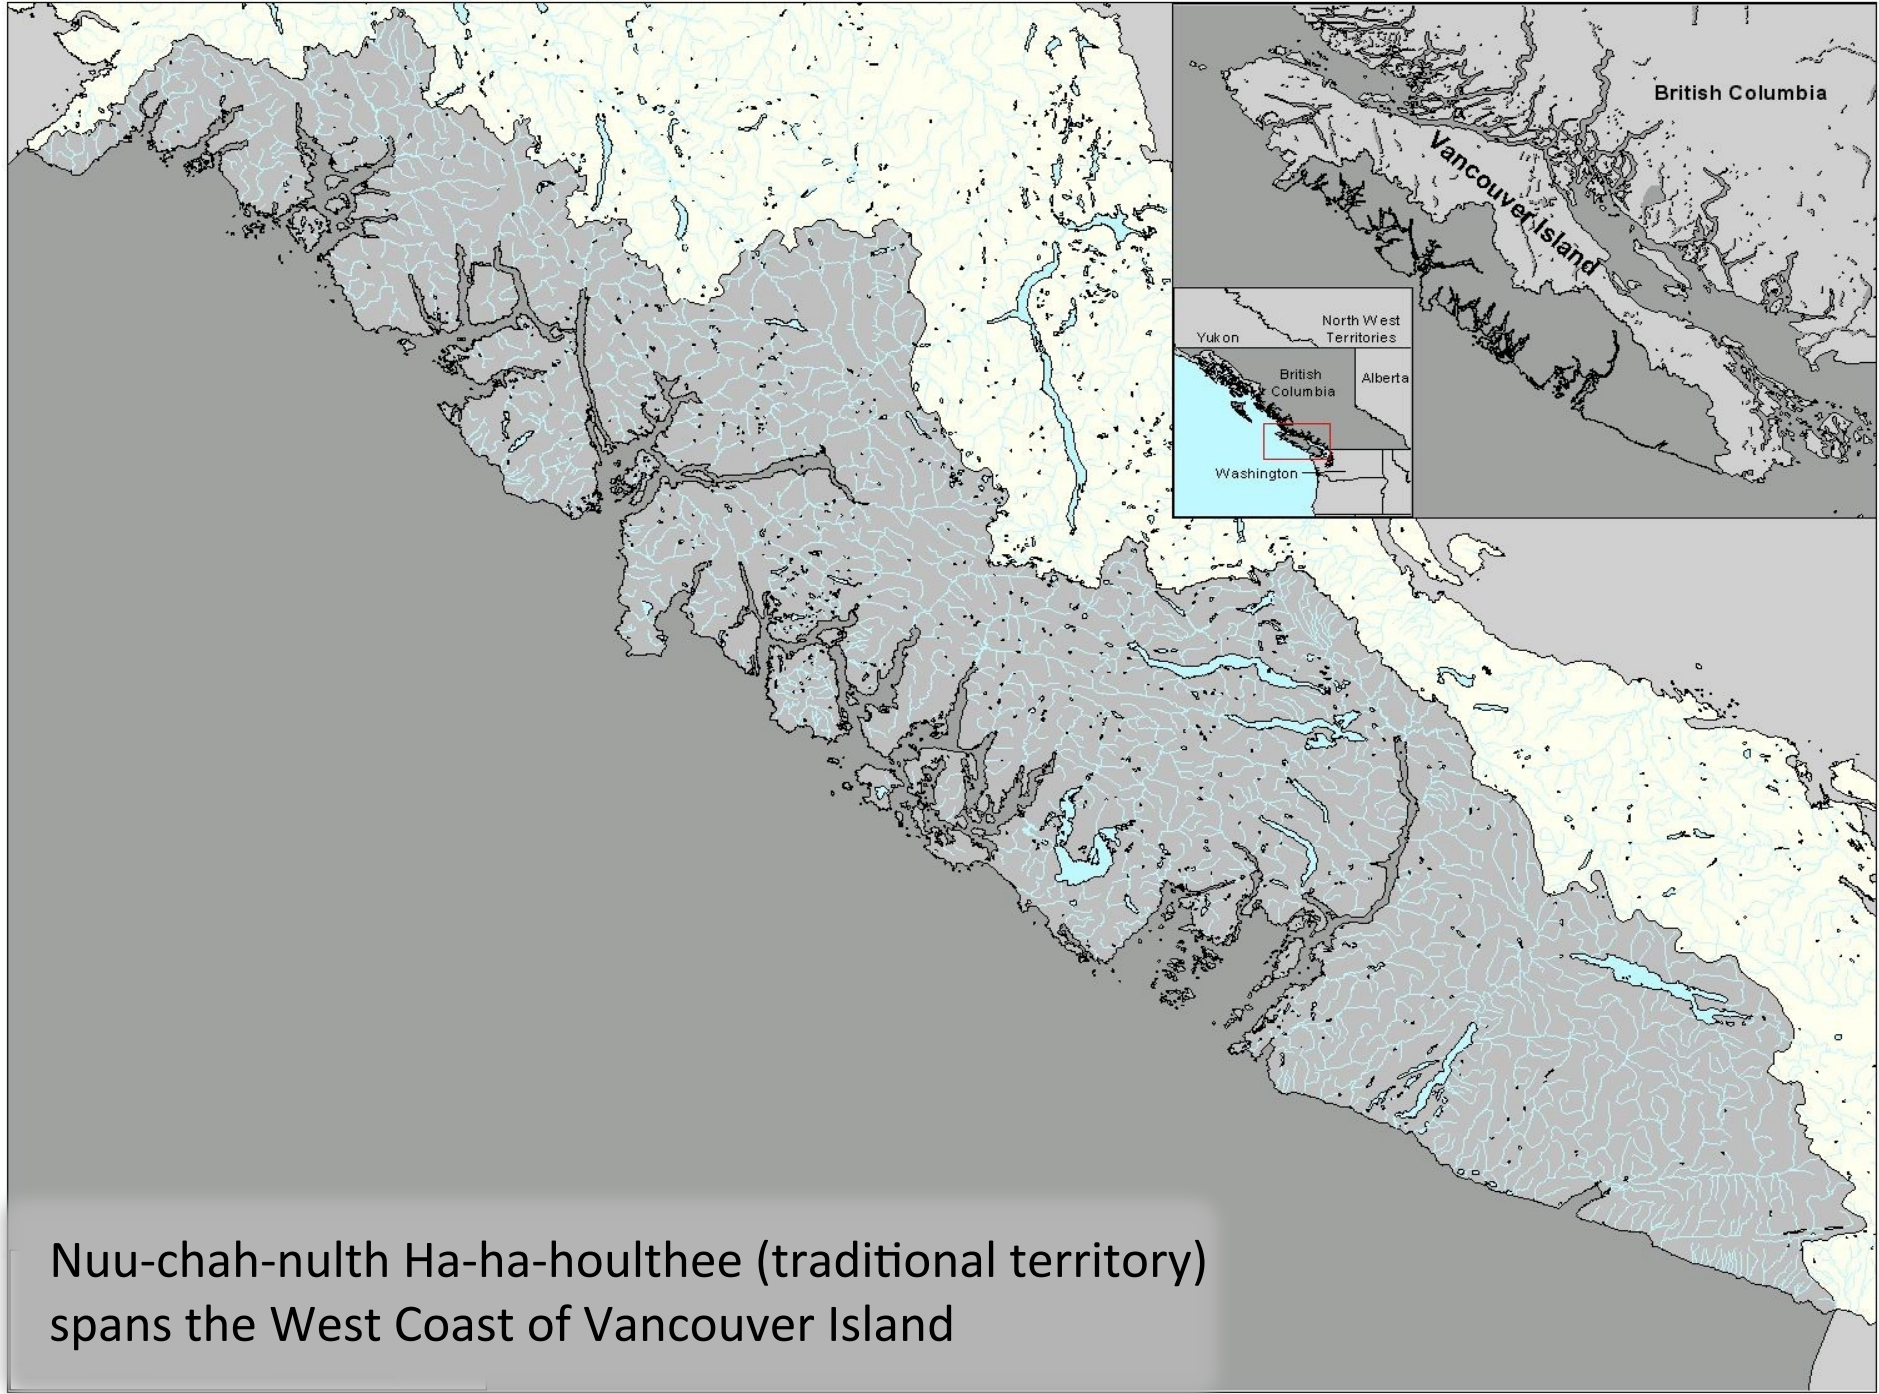 British Columbia
Vancouver Island
Yukon
North West
Territories
British
Columbia
Alberta
Washington
Nuu-chah-nulth Ha-ha-houlthee (traditional territory)
spans the West Coast of Vancouver Island